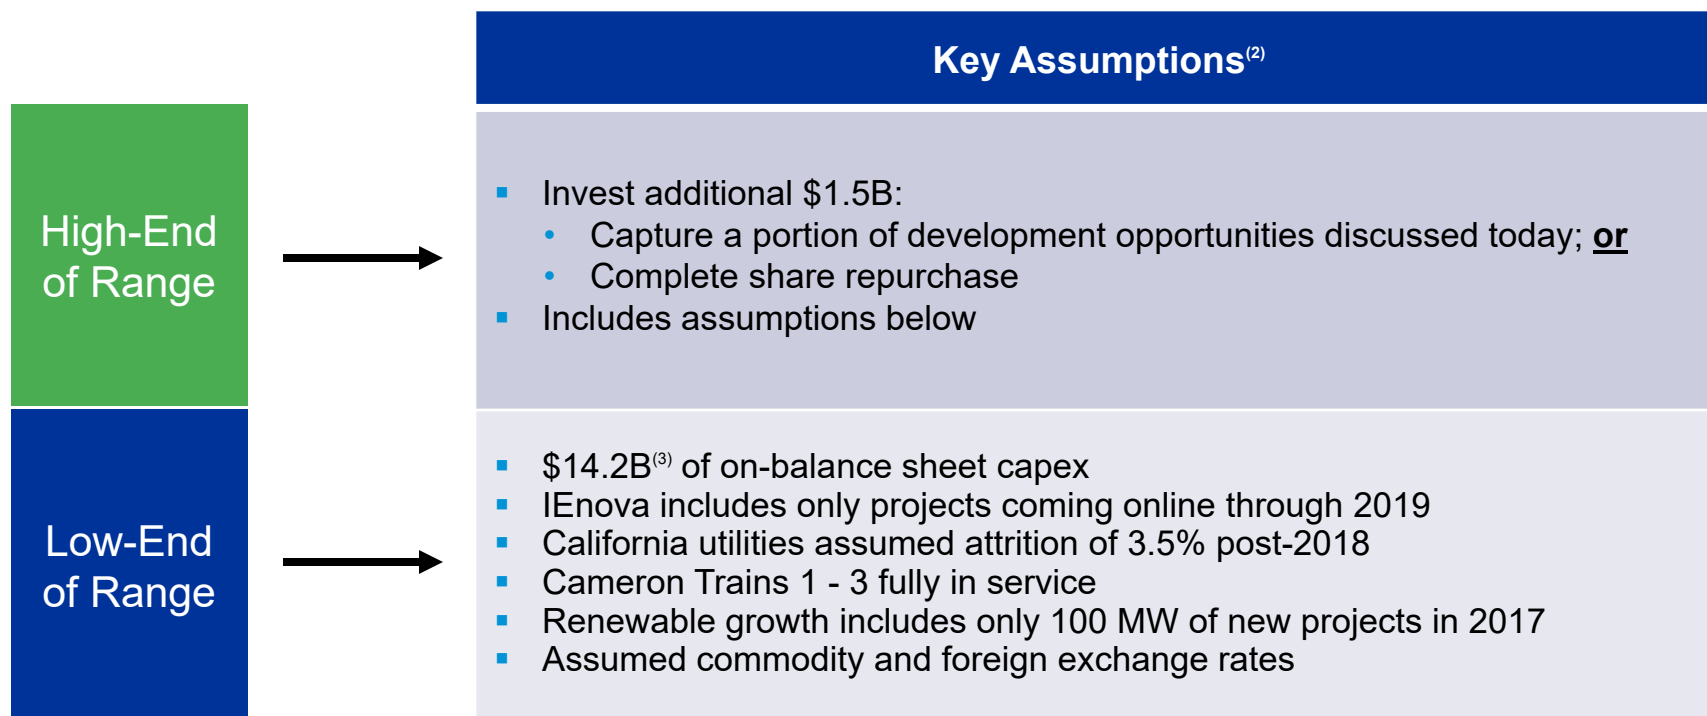 Key Assumptions(2)
High-End
of Range
▪ Invest additional $1.5B:
• Capture a portion of development opportunities discussed today; or
• Complete share repurchase
▪ Includes assumptions below
Low-End
of Range
▪ $14.2B(3) of on-balance sheet capex
▪ IEnova includes only projects coming online through 2019
▪ California utilities assumed attrition of 3.5% post-2018
▪ Cameron Trains 1 - 3 fully in service
▪ Renewable growth includes only 100 MW of new projects in 2017
▪ Assumed commodity and foreign exchange rates